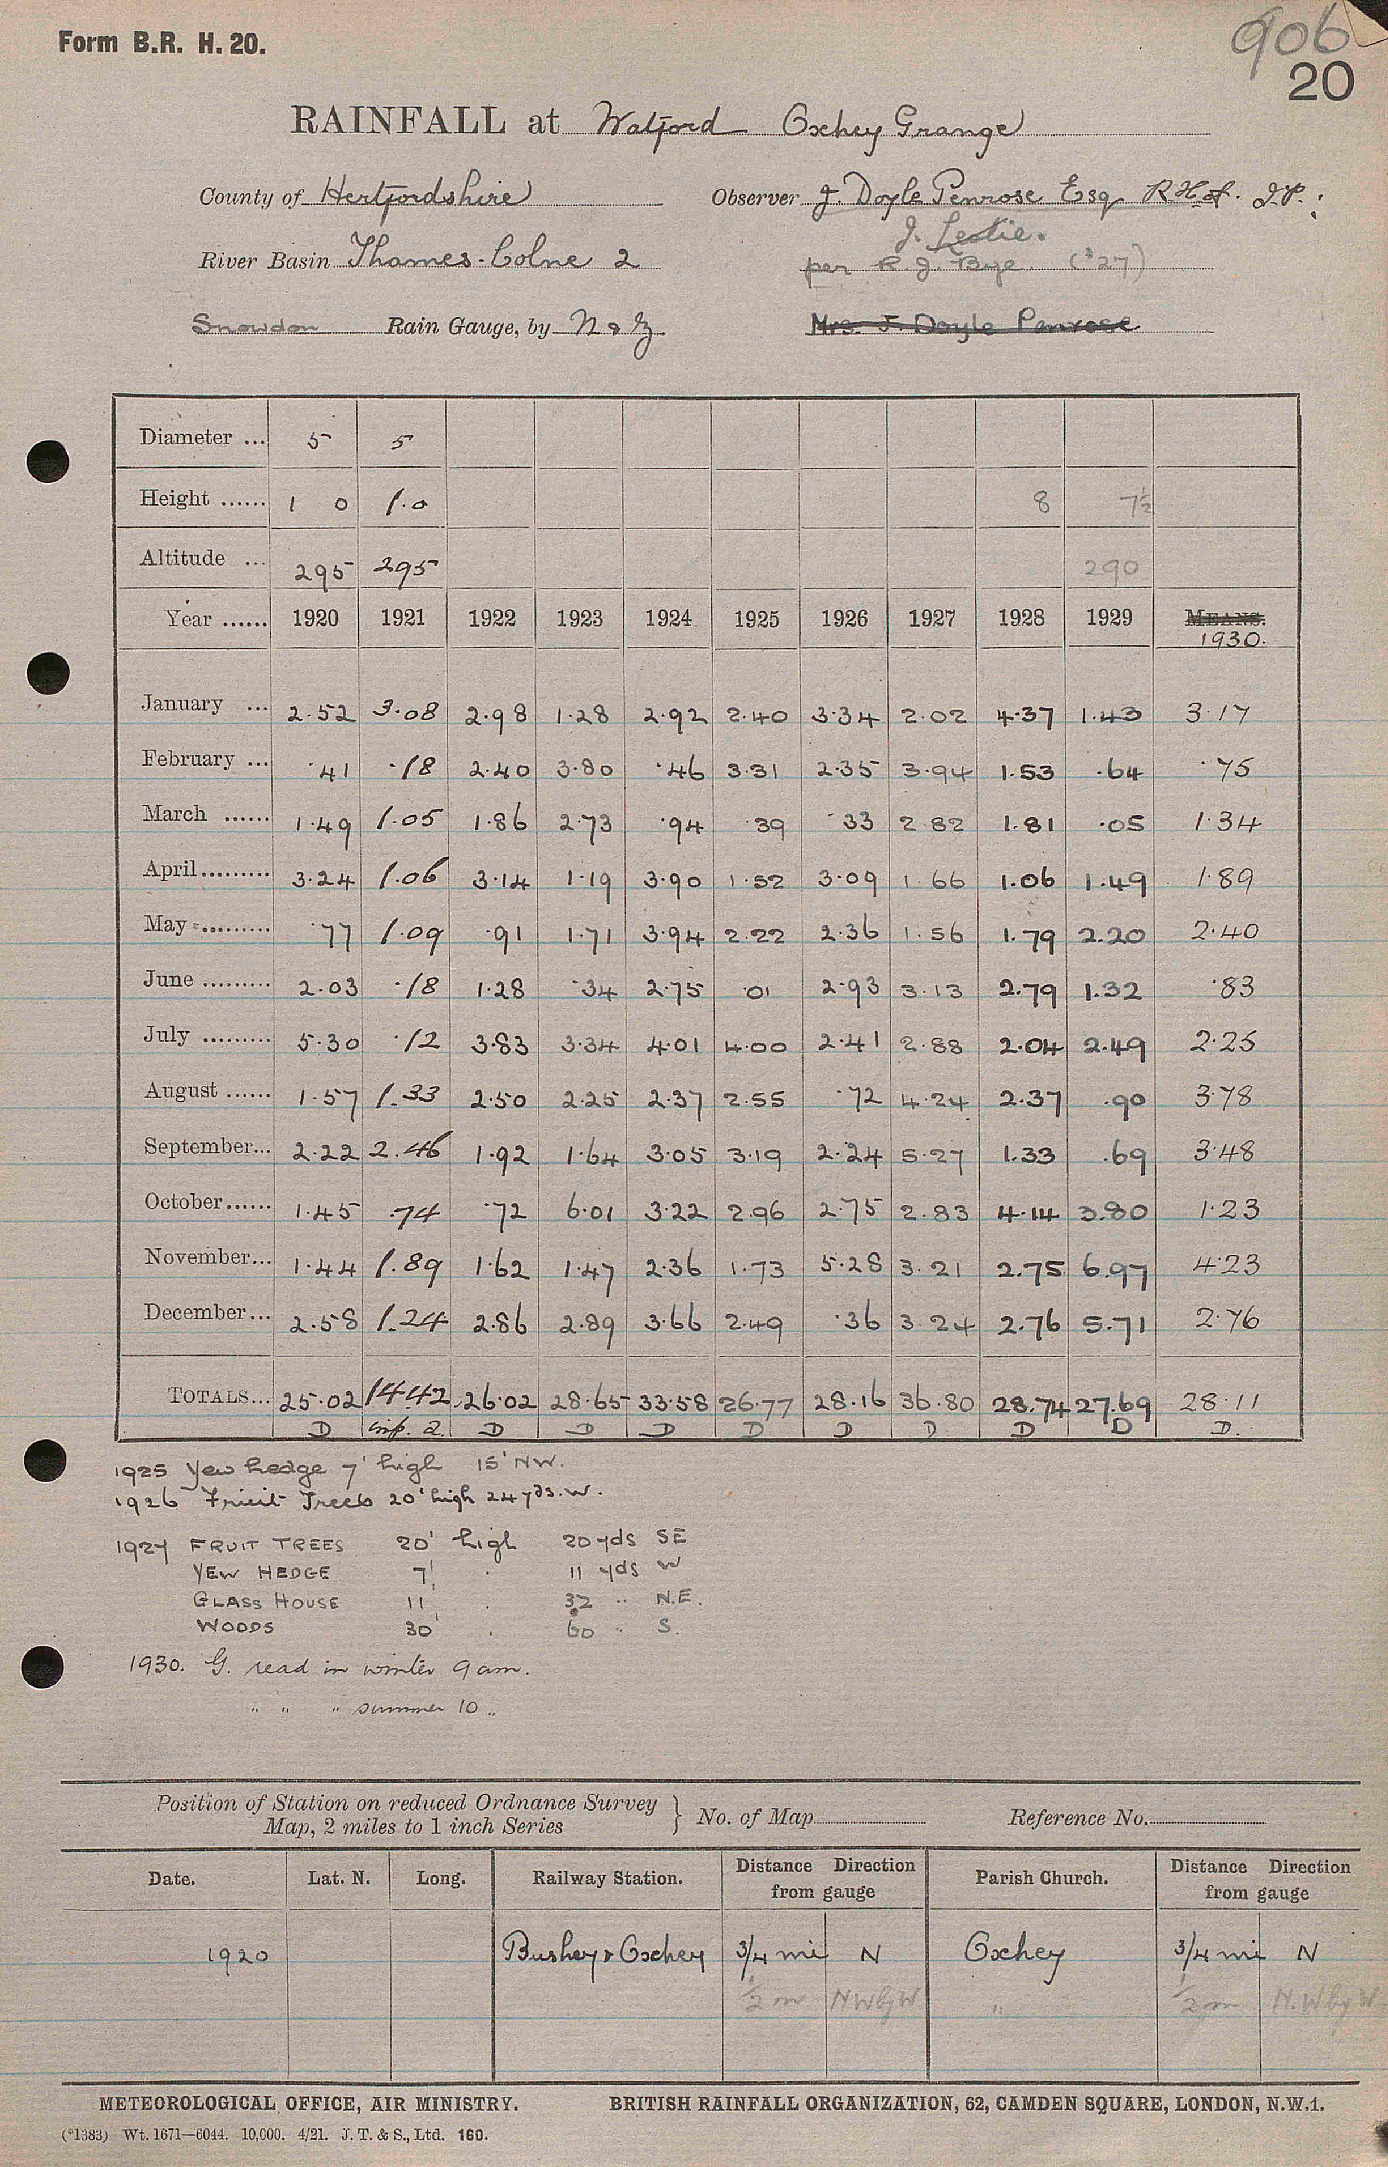 Form B.R. H. 20.
906
20
RAINFALL at Watford Oxhey Grange
County of Hertfordshire Observer J. Doyle Penrose Esq R.H.A. J.P.:
J. Leslie.
River Basin Thames-Colne 2 per R.J. Bye. ('27)
Snowdon Rain Gauge, by N & Z Mrs. J. Doyle Penrose
Diameter ... 5 5
Height ...... 1 0 1.0 8 7½
Altitude ... 295 295 290
Year ...... 1920 1921 1922 1923 1924 1925 1926 1927 1928 1929 MEANS.
1930.
January ... 2.52 3.08 2.98 1.28 2.92 2.40 3.34 2.02 4.37 1.43 3.17
February ... .41 .18 2.40 3.80 .46 3.31 2.35 3.94 1.53 .64 .75
March ...... 1.49 1.05 1.86 2.73 .94 .39 .33 2.82 1.81 .05 1.34
April......... 3.24 1.06 3.14 1.19 3.90 1.52 3.09 1.66 1.06 1.49 1.89
May ......... .77 1.09 .91 1.71 3.94 2.22 2.36 1.56 1.79 2.20 2.40
June ......... 2.03 .18 1.28 .34 2.75 .01 2.93 3.13 2.79 1.32 .83
July ......... 5.30 .12 3.83 3.34 4.01 4.00 2.41 2.88 2.04 2.49 2.25
August ...... 1.57 1.33 2.50 2.25 2.37 2.55 .72 4.24 2.37 .90 3.78
September... 2.22 2.46 1.92 1.64 3.05 3.19 2.24 5.27 1.33 .69 3.48
October...... 1.45 .74 .72 6.01 3.22 2.96 2.75 2.83 4.14 3.80 1.23
November... 1.44 1.89 1.62 1.47 2.36 1.73 5.28 3.21 2.75 6.97 4.23
December... 2.58 1.24 2.86 2.89 3.66 2.49 .36 3.24 2.76 5.71 2.76
TOTALS... 25.02 14.42 26.02 28.65 33.58 26.77 28.16 36.80 28.74 27.69 28.11
D D D D D D D D D D.
1925 Yew hedge 7' high 15' NW.
1926 Fruit Trees 20' high 24 yds. W.
1927 FRUIT TREES 20' high 20 yds SE
YEW HEDGE 7' . 11 yds W
GLASS HOUSE 11' . 32 " N.E.
WOODS 30' . 60 " S.
1930. G. read in winter 9 am.
" " " summer 10 "
Position of Station on reduced Ordnance Survey Map, 2 miles to 1 inch Series } No. of Map Reference No.
Date. Lat. N. Long. Railway Station. Distance Direction from gauge Parish Church. Distance Direction from gauge
1920 Bushey & Oxhey 3/4 mi N Oxhey 3/4 mi N
1/2 m NW by W " 1/2 m N.W by W
METEOROLOGICAL OFFICE, AIR MINISTRY. BRITISH RAINFALL ORGANIZATION, 62, CAMDEN SQUARE, LONDON, N.W.1.
(*1383) Wt. 1671—6044. 10,000. 4/21. J. T. & S., Ltd. 160.